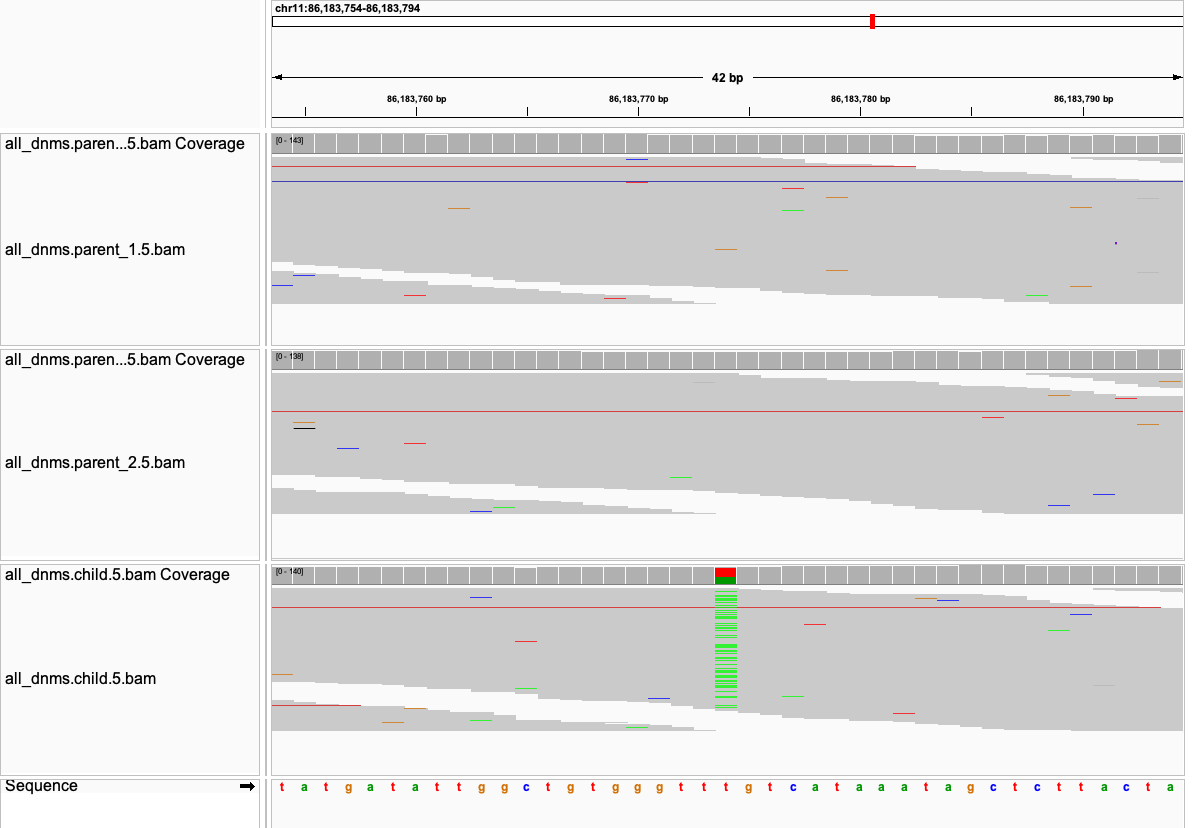 chr11:86,183,754-86,183,794
42 bp
86,183,760 bp 86,183,770 bp 86,183,780 bp 86,183,790 bp
all_dnms.paren...5.bam Coverage
[0 - 143]
all_dnms.parent_1.5.bam
all_dnms.paren...5.bam Coverage
[0 - 138]
all_dnms.parent_2.5.bam
all_dnms.child.5.bam Coverage
[0 - 140]
all_dnms.child.5.bam
Sequence
t a t g a t a t t g g c t g t g g g t t t g t c a t a a a t a g c t c t t a c t a